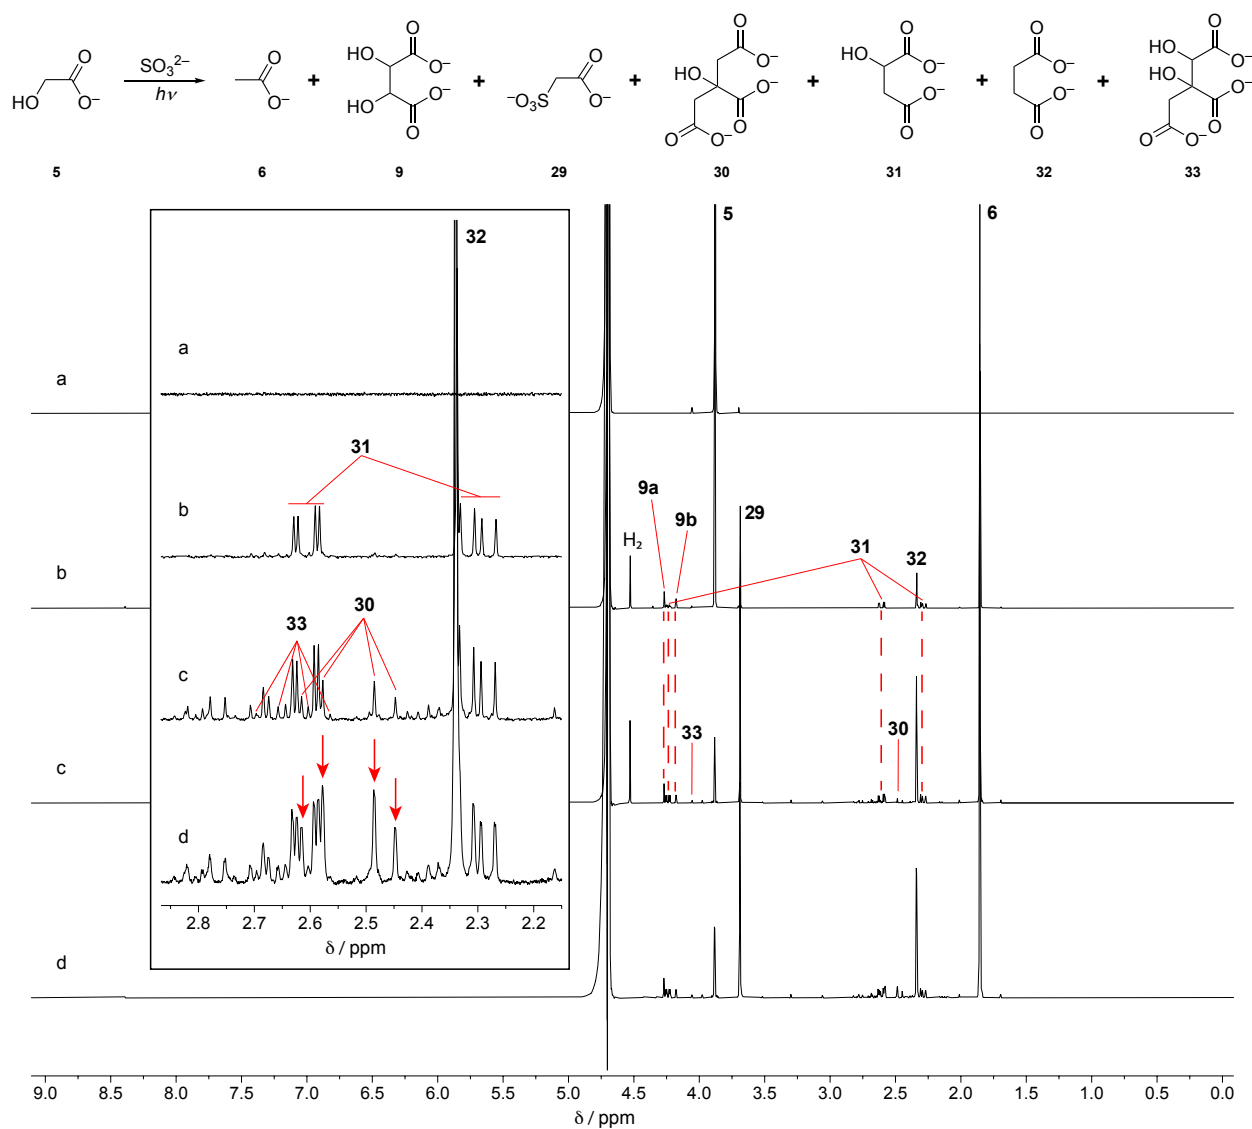 HO O O– SO₃²⁻ hν O O– + HO HO O O– O– O + –O₃S O O– + O O– HO O– O O O– + HO O O– O– O + O O– O– O + HO HO O O– O– O O O–
5 6 9 29 30 31 32 33
5 6
32
a
a
31
b
9a 9b 29
H₂ 31 32
b
33 30
c
33 30
c
d
2.8 2.7 2.6 2.5 2.4 2.3 2.2
δ / ppm
d
9.0 8.5 8.0 7.5 7.0 6.5 6.0 5.5 5.0 4.5 4.0 3.5 3.0 2.5 2.0 1.5 1.0 0.5 0.0
δ / ppm